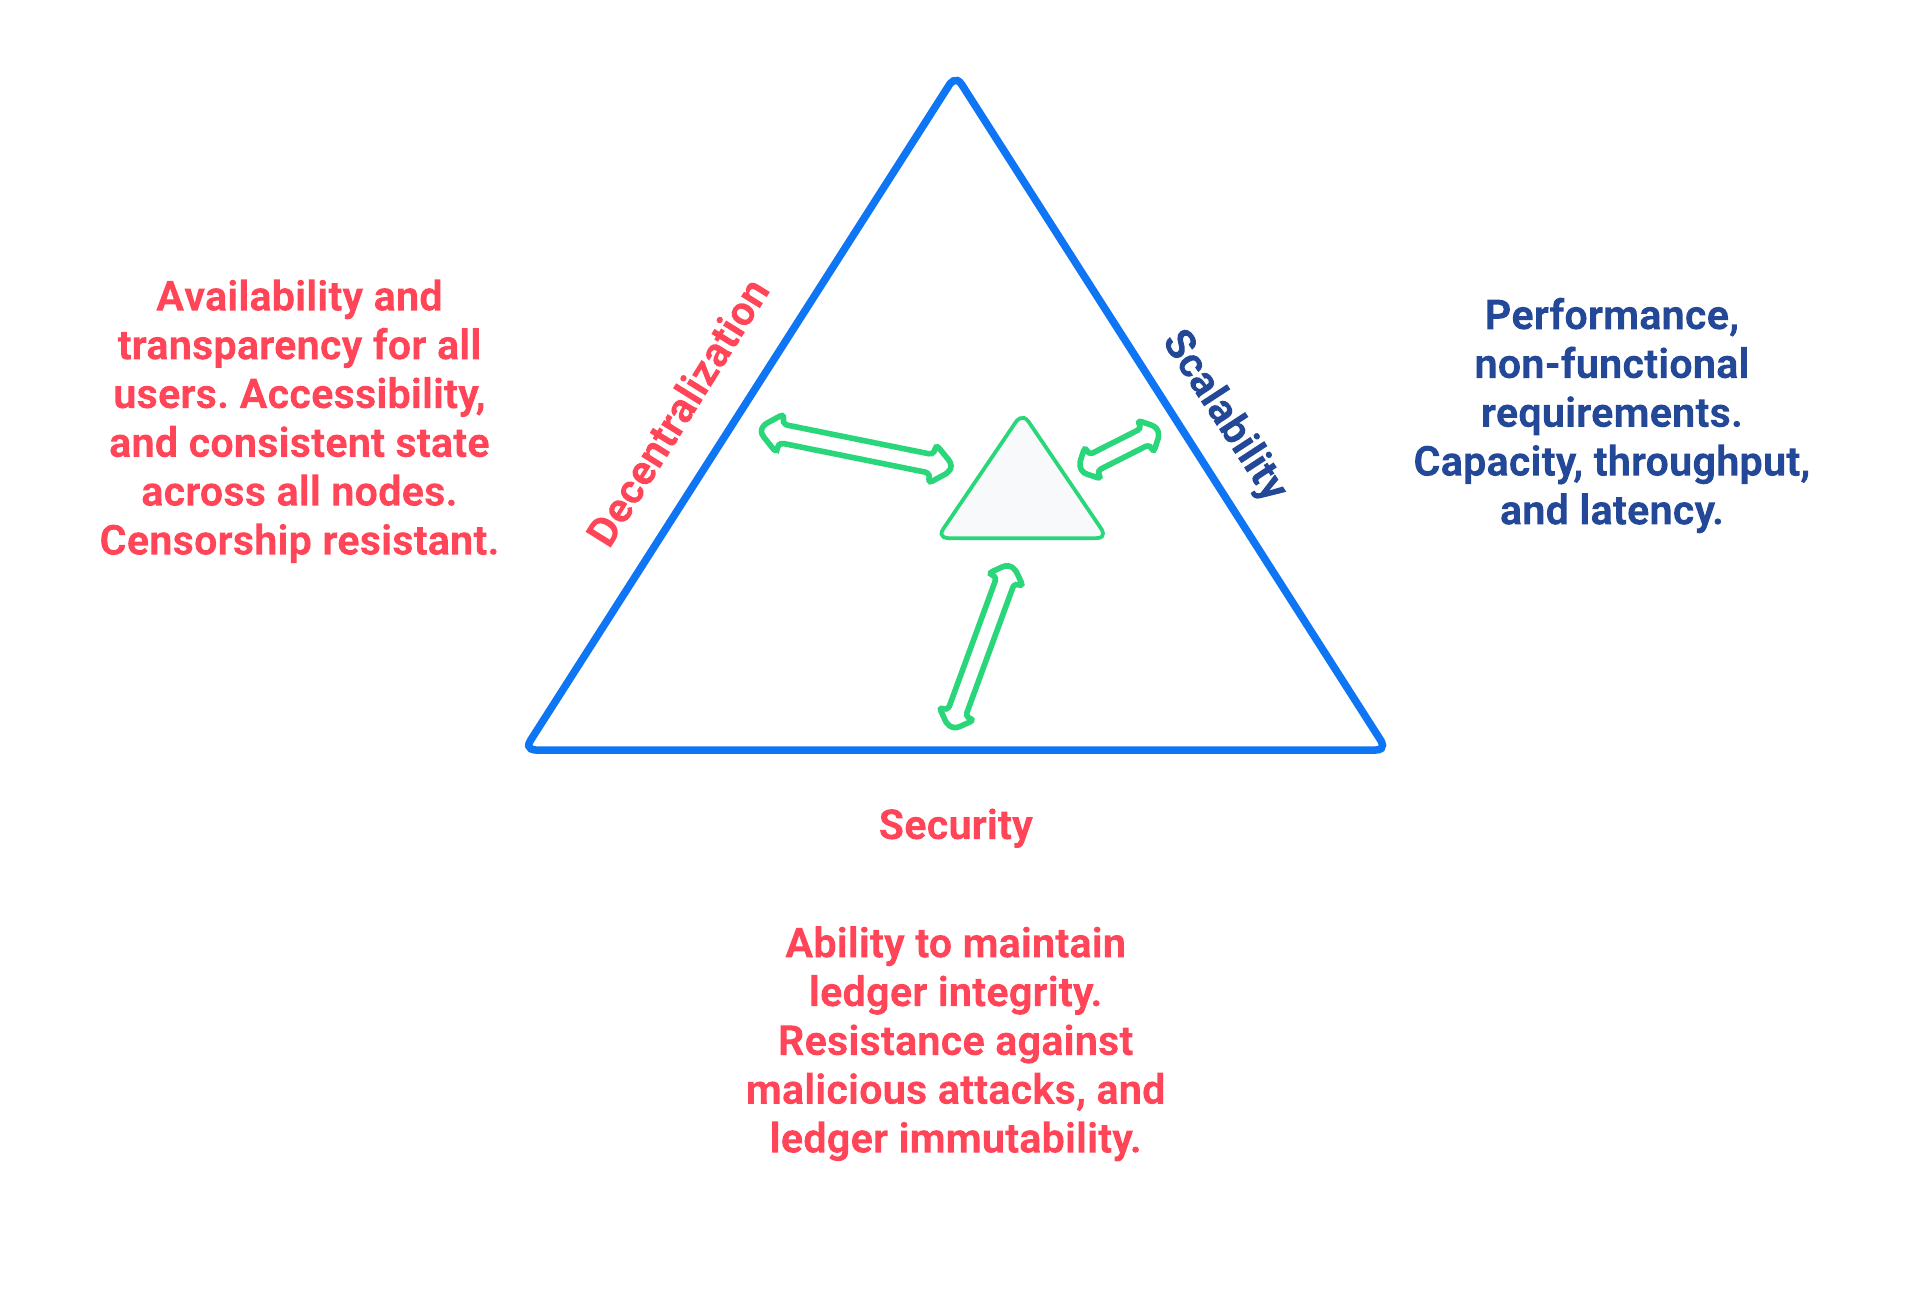 Availability and
transparency for all
users. Accessibility,
and consistent state
across all nodes.
Censorship resistant.
Decentralization
Scalability
Performance,
non-functional
requirements.
Capacity, throughput,
and latency.
Security
Ability to maintain
ledger integrity.
Resistance against
malicious attacks, and
ledger immutability.